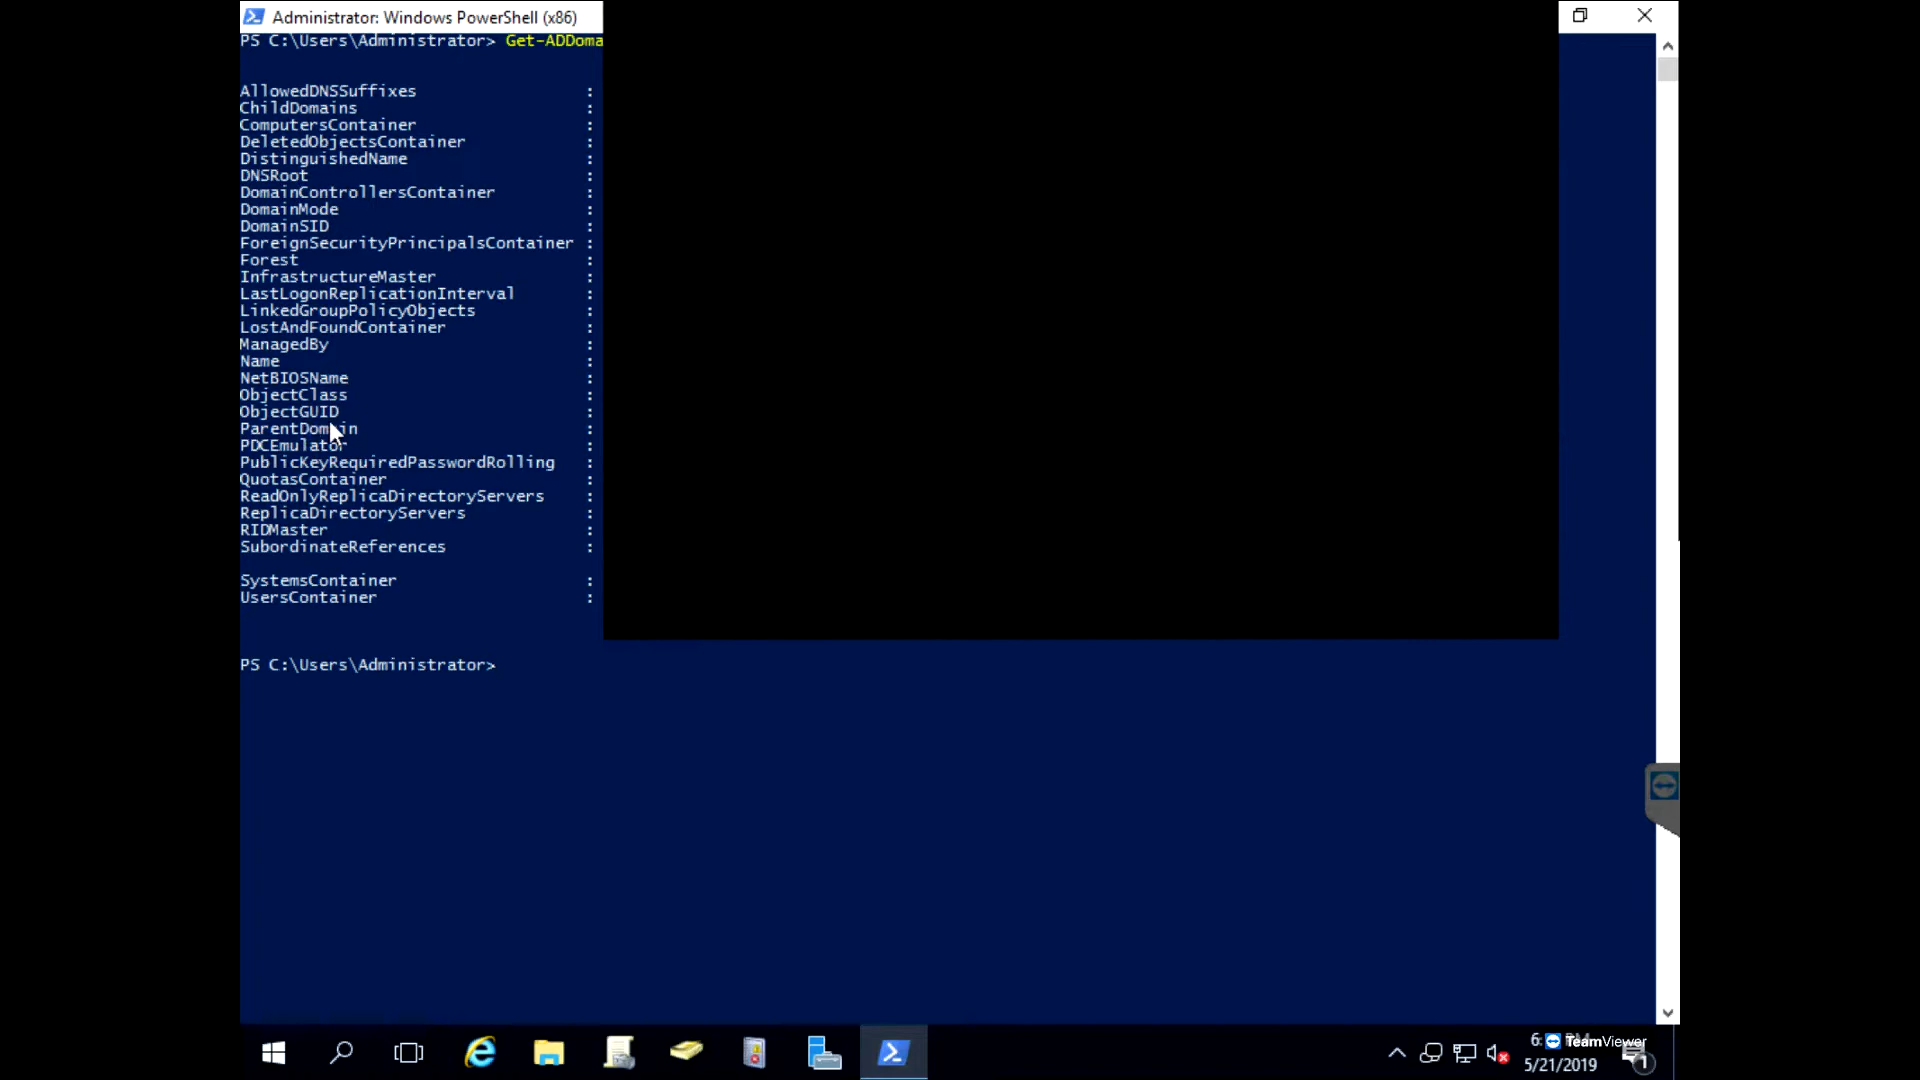 Administrator: Windows PowerShell (x86)
PS C:\Users\Administrator> Get-ADDoma
AllowedDNSSuffixes :
ChildDomains :
ComputersContainer :
DeletedObjectsContainer :
DistinguishedName :
DNSRoot :
DomainControllersContainer :
DomainMode :
DomainSID :
ForeignSecurityPrincipalsContainer :
Forest :
InfrastructureMaster :
LastLogonReplicationInterval :
LinkedGroupPolicyObjects :
LostAndFoundContainer :
ManagedBy :
Name :
NetBIOSName :
ObjectClass :
ObjectGUID :
ParentDomain :
PDCEmulator :
PublicKeyRequiredPasswordRolling :
QuotasContainer :
ReadOnlyReplicaDirectoryServers :
ReplicaDirectoryServers :
RIDMaster :
SubordinateReferences :
SystemsContainer :
UsersContainer :
PS C:\Users\Administrator>
TeamViewer
5/21/2019
1